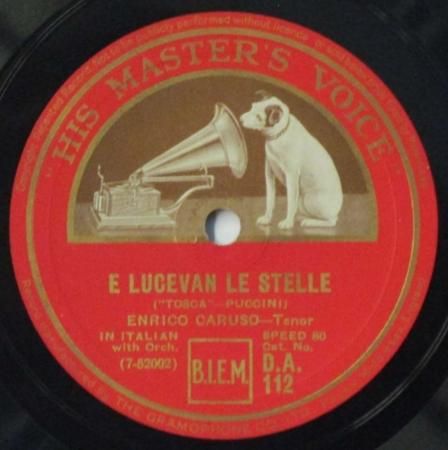 "HIS MASTER'S VOICE"
E LUCEVAN LE STELLE
("TOSCA"—PUCCINI)
ENRICO CARUSO—Tenor
IN ITALIAN
with Orch.
(7-52002)
SPEED 80
Cat. No.
D.A.
112
B.I.E.M.
THE GRAMOPHONE CO. LTD.